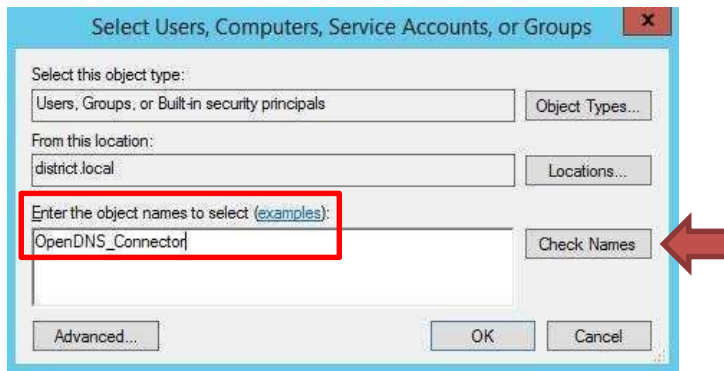 Select Users, Computers, Service Accounts, or Groups
x
Select this object type:
Users, Groups, or Built-in security principals
Object Types...
From this location:
district.local
Locations...
Enter the object names to select (examples):
OpenDNS_Connector
Check Names
Advanced...
OK
Cancel